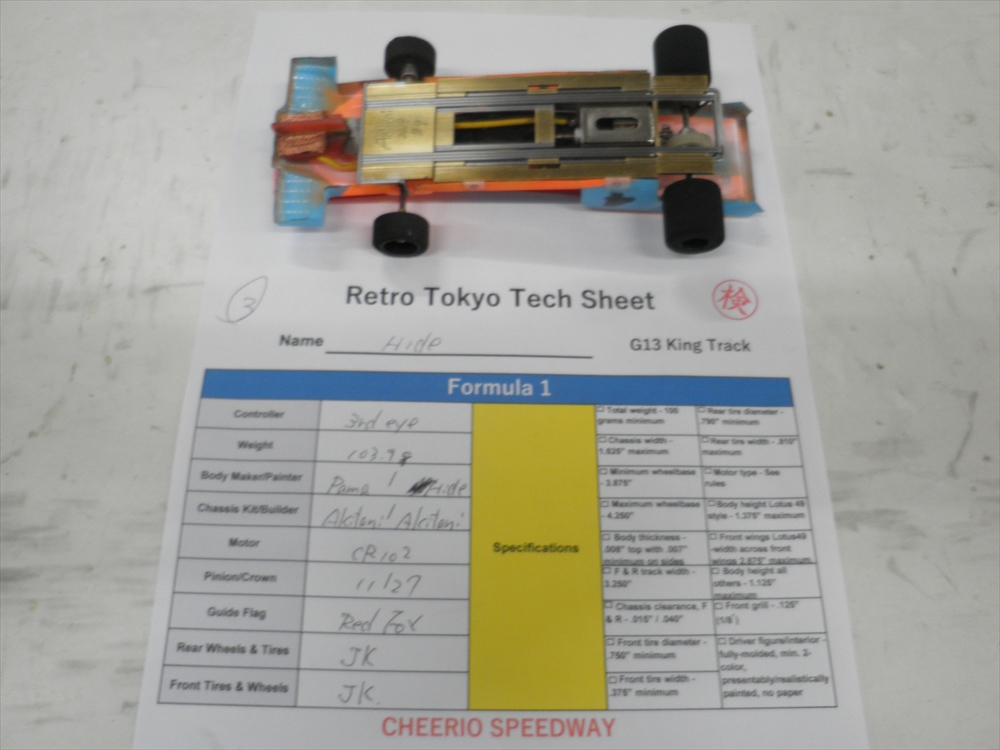 3
Retro Tokyo Tech Sheet
検
Name Hide
G13 King Track
Formula 1
Controller 3rd eye
Weight 103.9g
Body Maker/Painter / Hide
Chassis Kit/Builder Akitani/Akitani
Motor CR102
Pinion/Crown 11/27
Guide Flag Red Fox
Rear Wheels & Tires JK
Front Tires & Wheels JK.
Specifications
Total weight - 100
grams minimum
Chassis width -
1.625" maximum
Minimum wheelbase
- 3.875"
Maximum wheelbase
- 4.250"
Body thickness -
.008" top with .007"
minimum on sides
F & R track width -
3.250"
Chassis clearance, F
& R - .015" / .040"
Front tire diameter -
.750" minimum
Front tire width -
.375" minimum
Rear tire diameter -
.790" minimum
Rear tire width - .810"
maximum
Motor type - See
rules
Body height Lotus 49
style - 1.375" maximum
Front wings Lotus49
-width across front
wings 2.875" maximum
Body height all
others - 1.125"
maximum
Front grill - .125"
(1/8")
Driver figure/interior -
fully-molded, min. 2-
color,
presentably/realistically
painted, no paper
CHEERIO SPEEDWAY